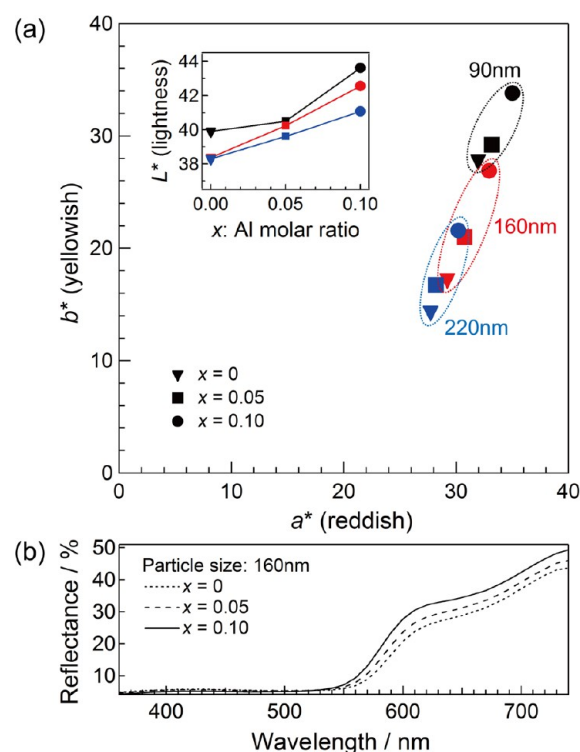 (a)
40
30
20
10
0
b* (yellowish)
0
10
20
30
40
a* (reddish)
44
42
40
38
L* (lightness)
0.00
0.05
0.10
x: Al molar ratio
90nm
160nm
220nm
x = 0
x = 0.05
x = 0.10
(b)
50
40
30
20
10
Reflectance / %
Particle size: 160nm
x = 0
x = 0.05
x = 0.10
400
500
600
700
Wavelength / nm